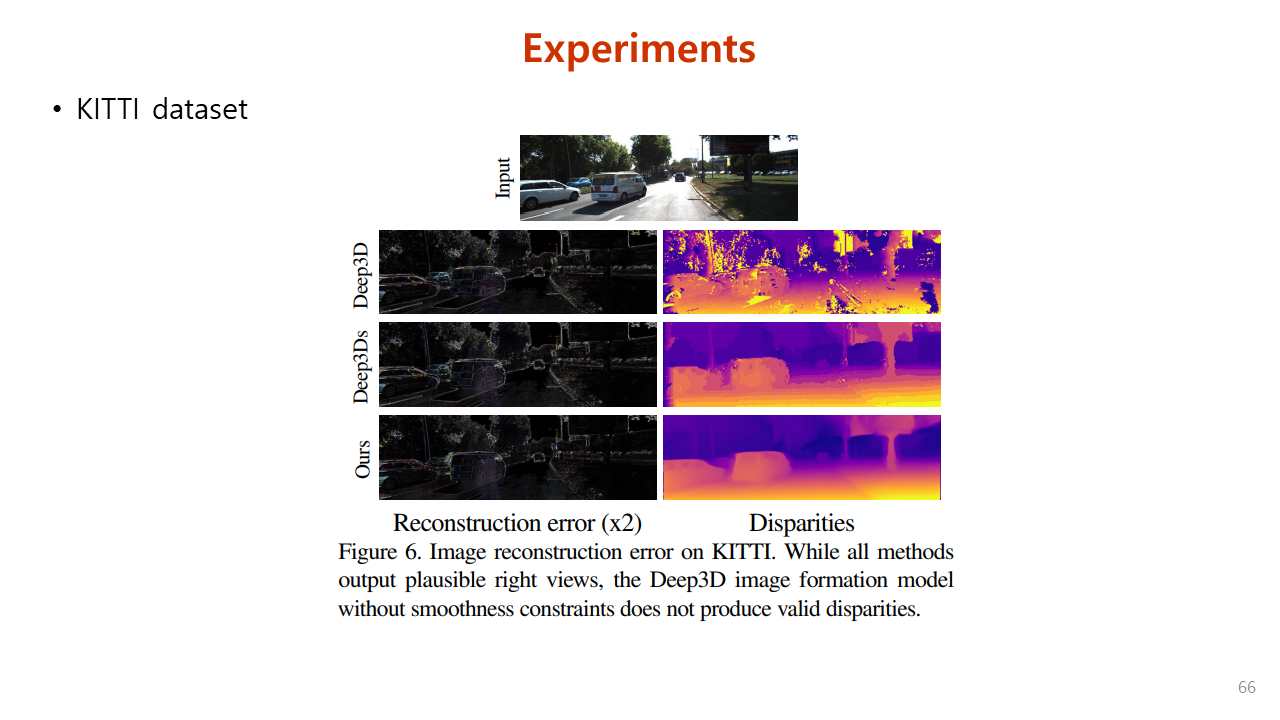 Experiments
• KITTI dataset
Input
Deep3D
Deep3Ds
Ours
Reconstruction error (x2) Disparities
Figure 6. Image reconstruction error on KITTI. While all methods
output plausible right views, the Deep3D image formation model
without smoothness constraints does not produce valid disparities.
66